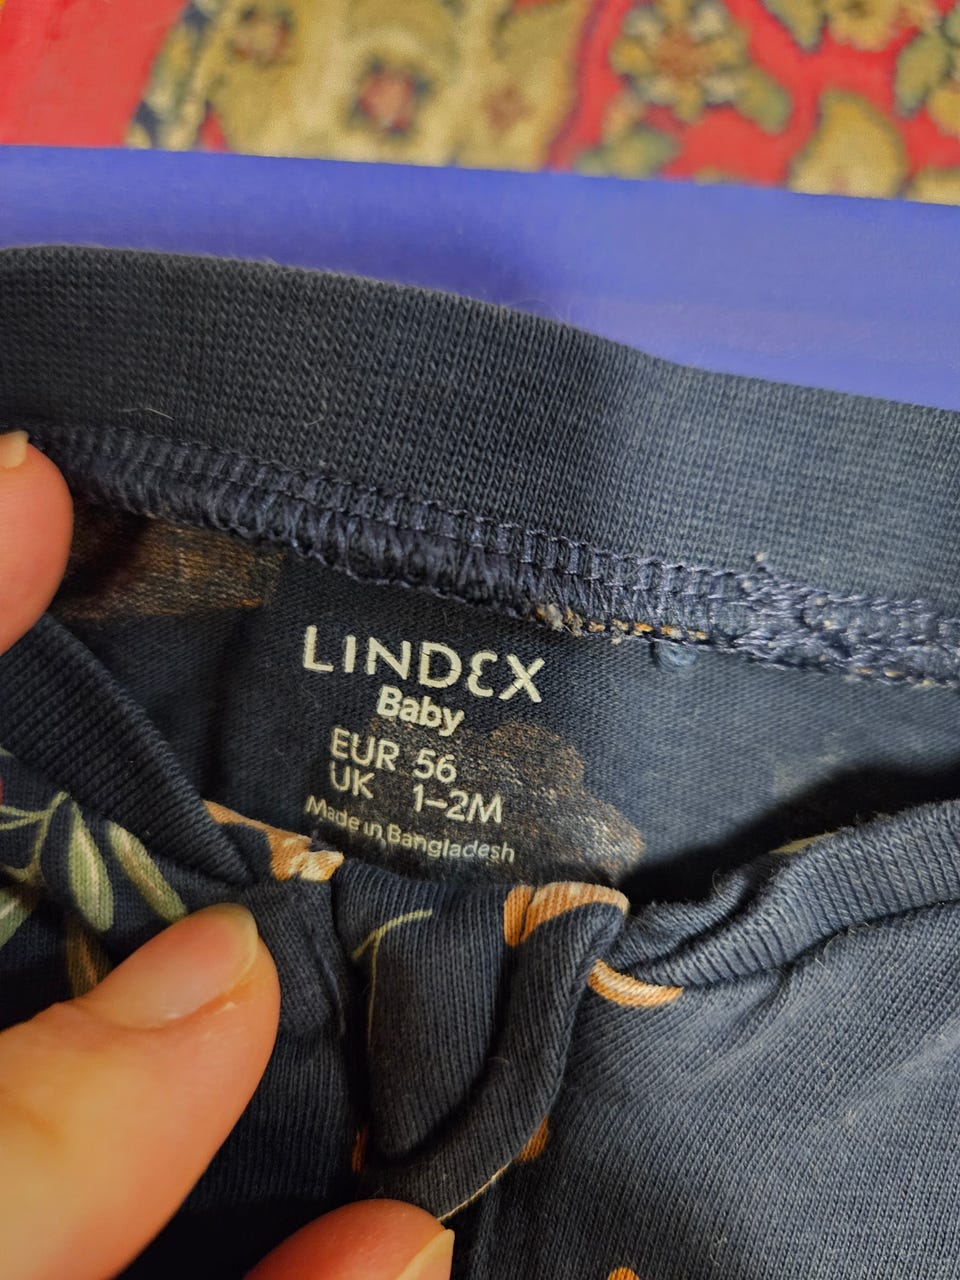 LINDEX
Baby
EUR 56
UK 1–2M
Made in Bangladesh